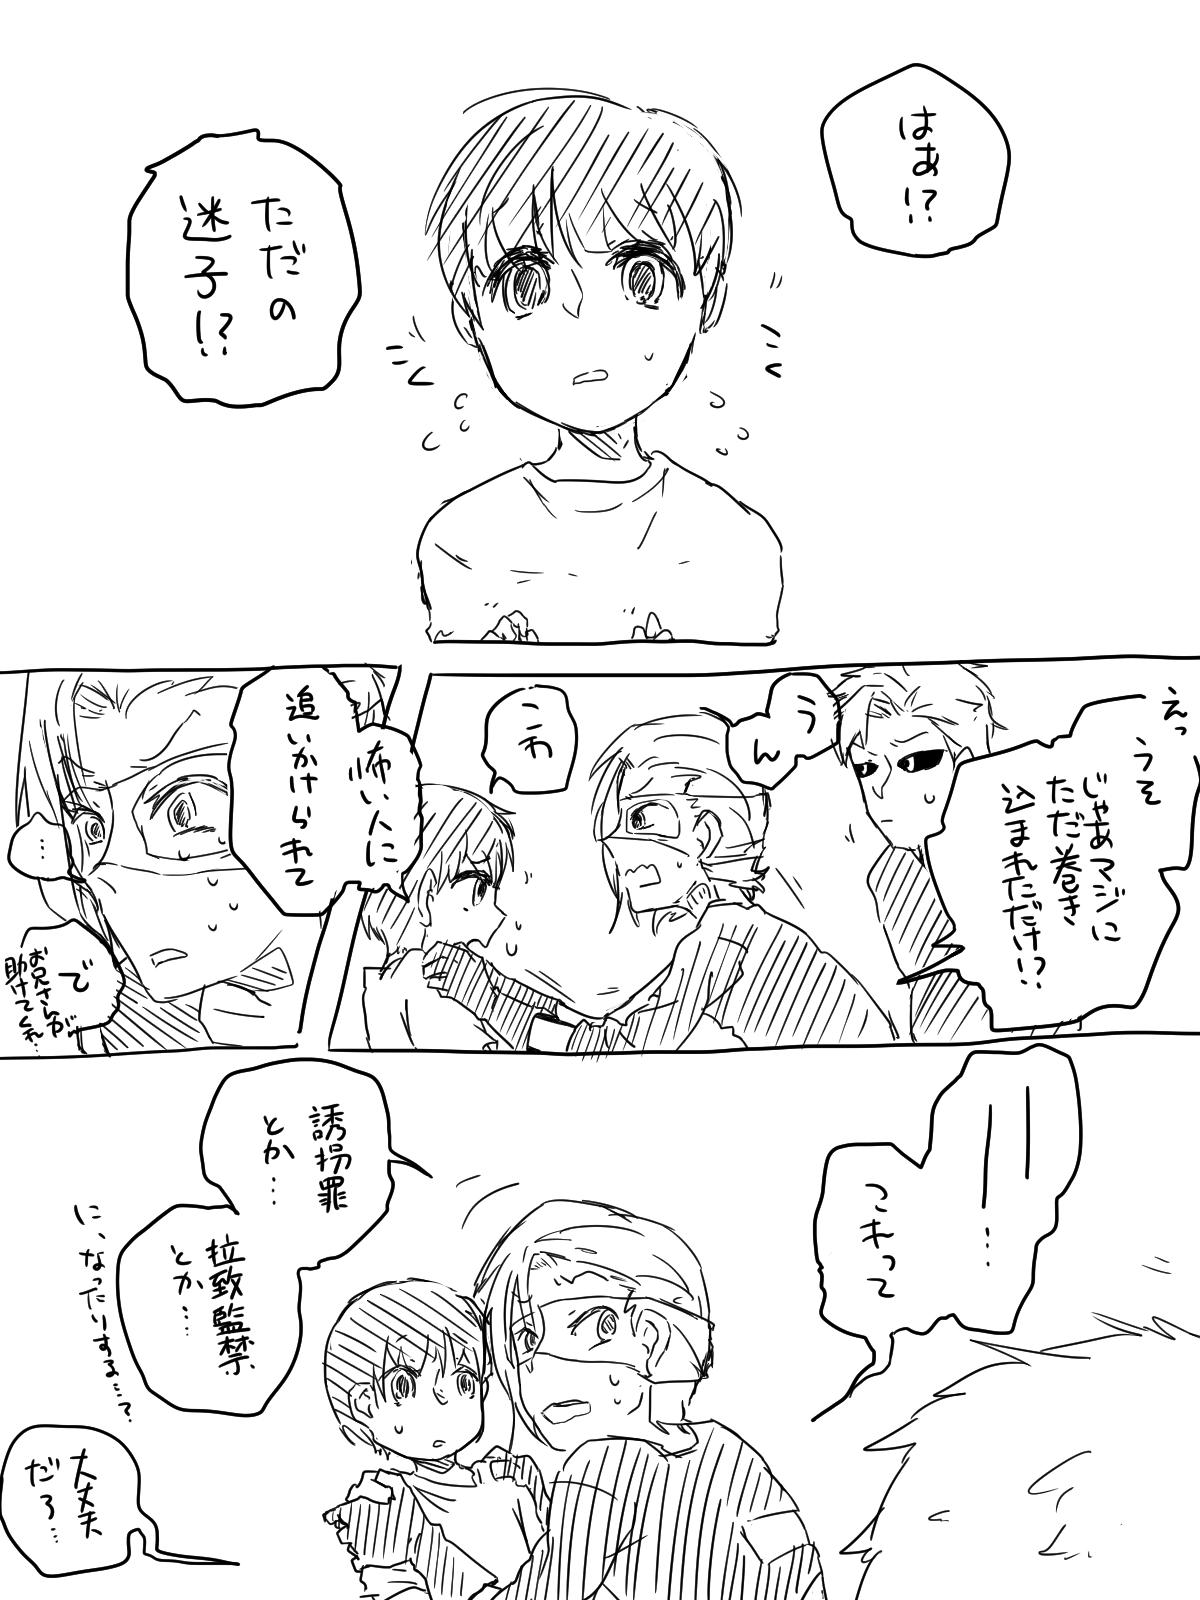 はあ!?
ただの
迷子!?
えっ
うそ
じゃあマジに
ただ巻き
込まれただけ!?
うん
こわ
怖い人に
追いかけられて
…
で
お兄さんが
助けてくれ…
――…
これって
誘拐罪
とか…
拉致監禁
とか…
に、なったりする…?
大丈夫
だろ…